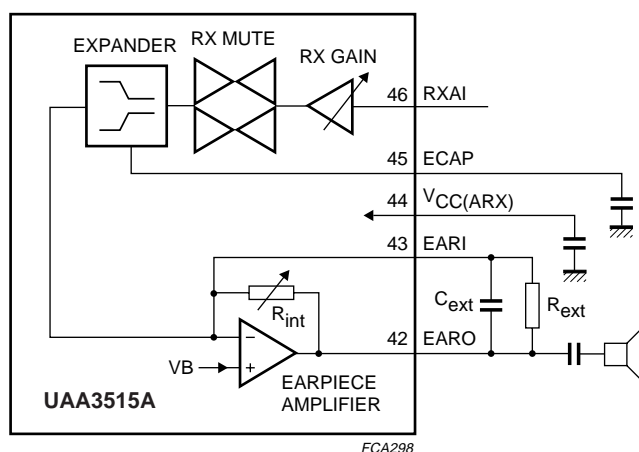 EXPANDER
RX MUTE
RX GAIN
46 RXAI
45 ECAP
44 VCC(ARX)
43 EARI
Rint
Cext
Rext
42 EARO
VB
−
+
EARPIECE
AMPLIFIER
UAA3515A
FCA298